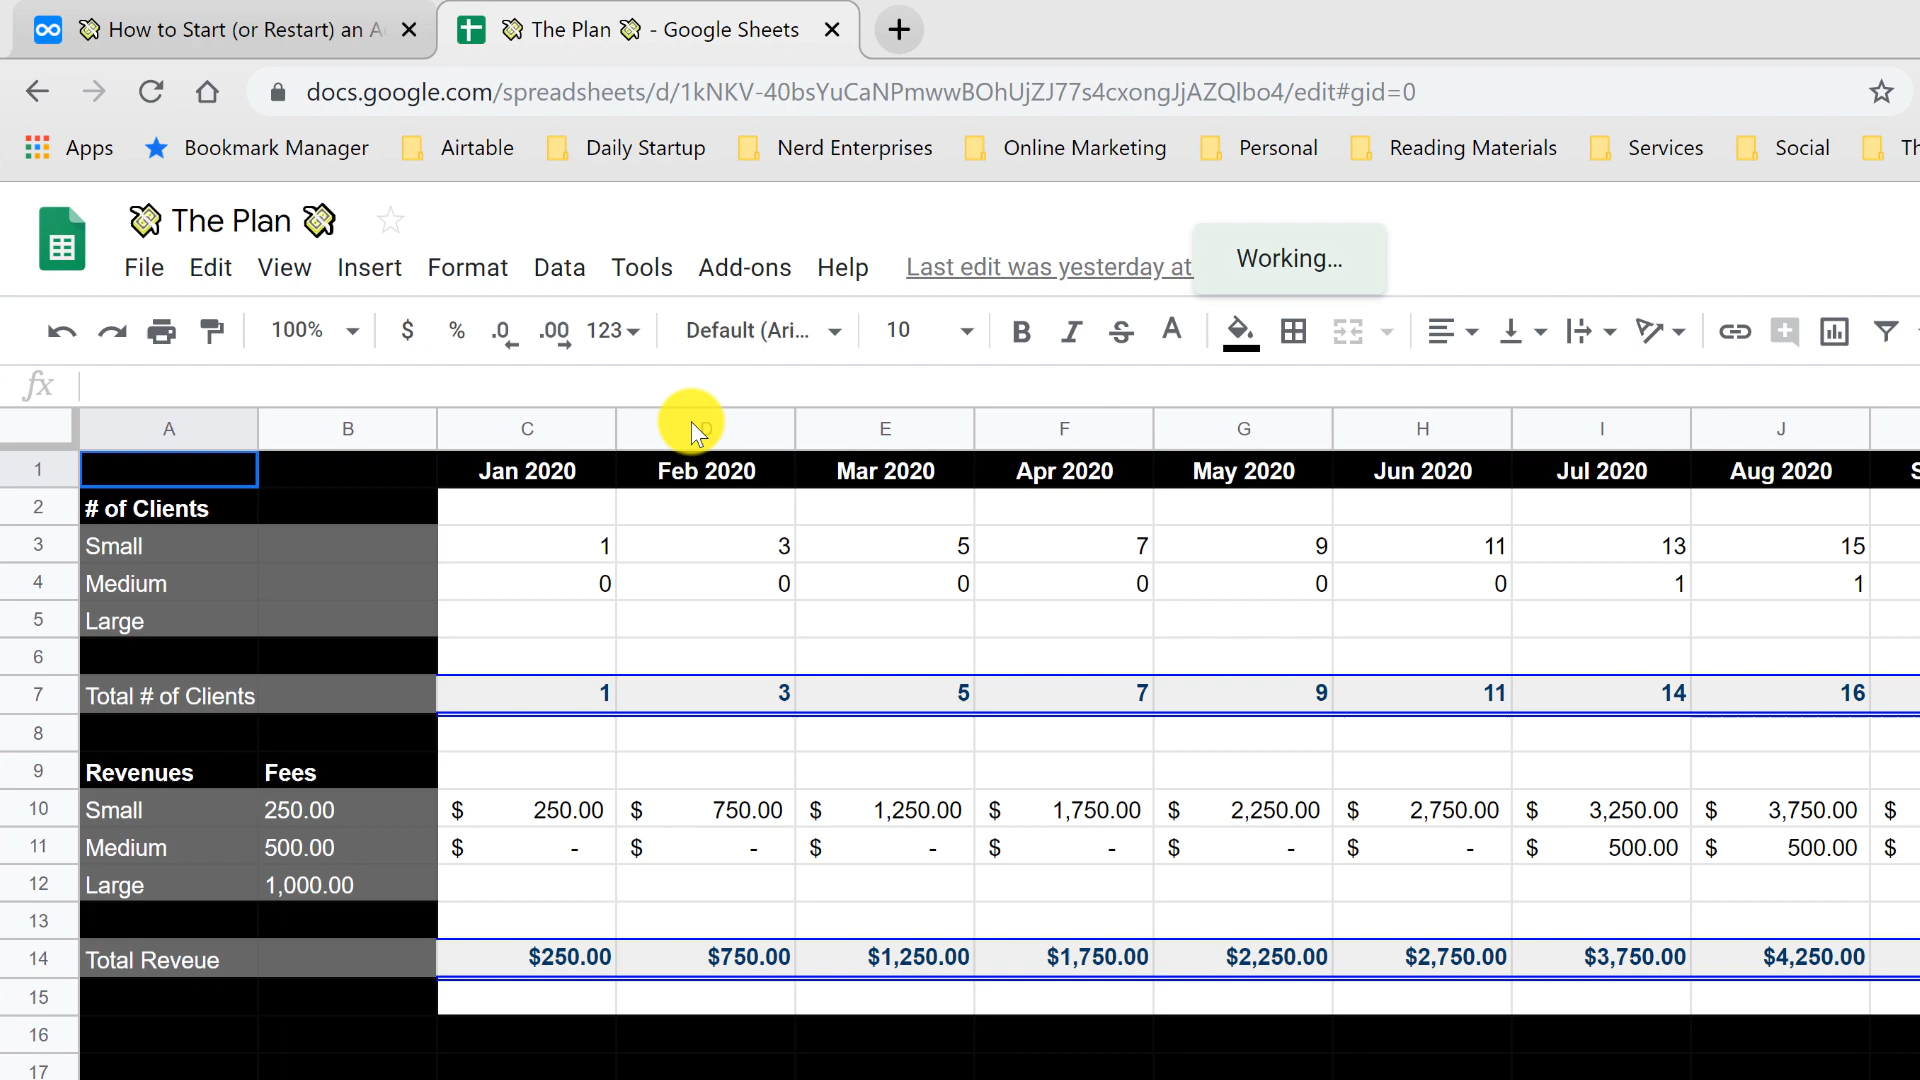 How to Start (or Restart) an A
The Plan - Google Sheets
docs.google.com/spreadsheets/d/1kNKV-40bsYuCaNPmwwBOhUjZJ77s4cxongJjAZQlbo4/edit#gid=0
Apps Bookmark Manager Airtable Daily Startup Nerd Enterprises Online Marketing Personal Reading Materials Services Social Th
The Plan
File Edit View Insert Format Data Tools Add-ons Help Last edit was yesterday at Working...
100% $ % .0 .00 123 Default (Ari... 10 B I S A
fx
A B C D E F G H I J
1 Jan 2020 Feb 2020 Mar 2020 Apr 2020 May 2020 Jun 2020 Jul 2020 Aug 2020 S
2 # of Clients
3 Small 1 3 5 7 9 11 13 15
4 Medium 0 0 0 0 0 0 1 1
5 Large
6
7 Total # of Clients 1 3 5 7 9 11 14 16
8
9 Revenues Fees
10 Small 250.00 $ 250.00 $ 750.00 $ 1,250.00 $ 1,750.00 $ 2,250.00 $ 2,750.00 $ 3,250.00 $ 3,750.00 $
11 Medium 500.00 $ - $ - $ - $ - $ - $ - $ 500.00 $ 500.00 $
12 Large 1,000.00
13
14 Total Reveue $250.00 $750.00 $1,250.00 $1,750.00 $2,250.00 $2,750.00 $3,750.00 $4,250.00
15
16
17